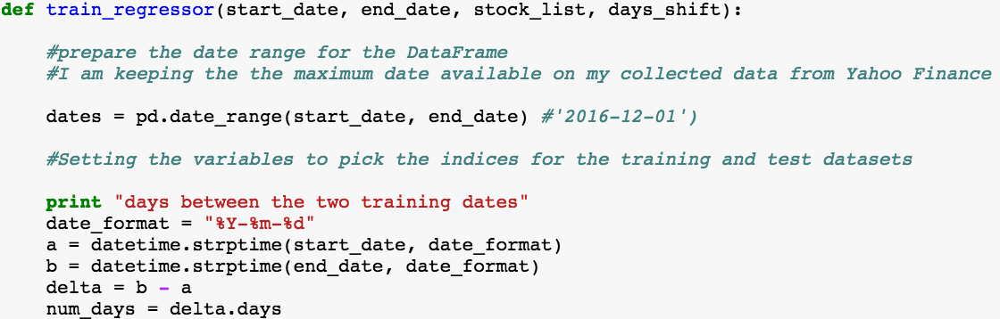 def train_regressor(start_date, end_date, stock_list, days_shift):
#prepare the date range for the DataFrame
#I am keeping the the maximum date available on my collected data from Yahoo Finance
dates = pd.date_range(start_date, end_date) #'2016-12-01')
#Setting the variables to pick the indices for the training and test datasets
print "days between the two training dates"
date_format = "%Y-%m-%d"
a = datetime.strptime(start_date, date_format)
b = datetime.strptime(end_date, date_format)
delta = b - a
num_days = delta.days